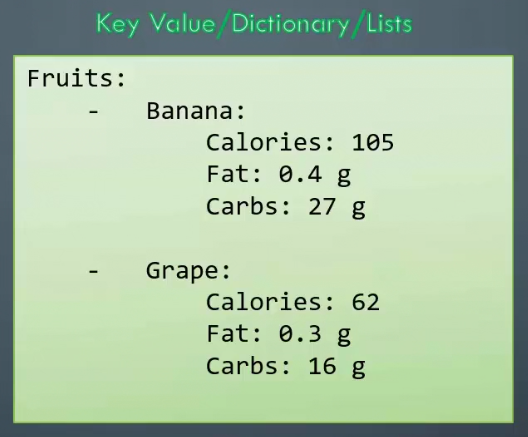 Key Value/Dictionary/Lists
Fruits:
- Banana:
Calories: 105
Fat: 0.4 g
Carbs: 27 g
- Grape:
Calories: 62
Fat: 0.3 g
Carbs: 16 g